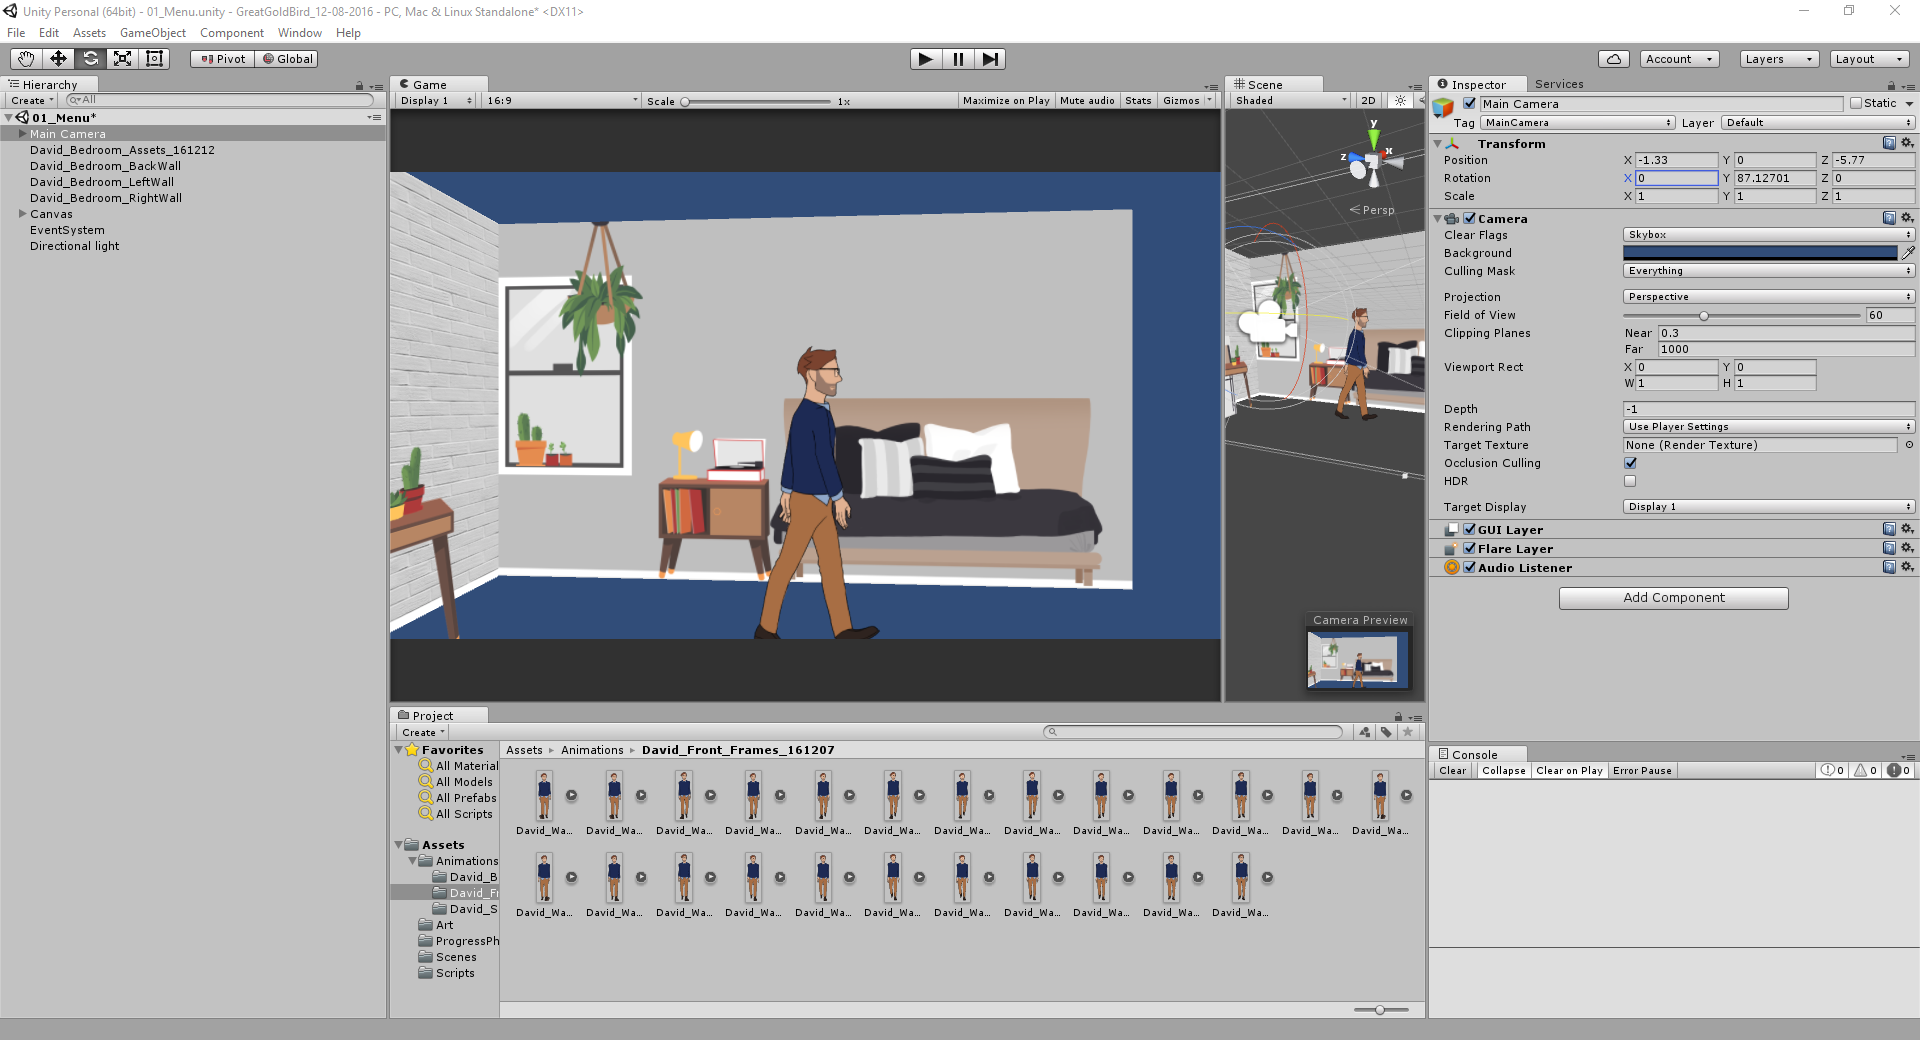 Unity Personal (64bit) - 01_Menu.unity - GreatGoldBird_12-08-2016 - PC, Mac & Linux Standalone* <DX11>
File Edit Assets GameObject Component Window Help
Pivot Global Account Layers Layout
Hierarchy
Create All
01_Menu*
Main Camera
David_Bedroom_Assets_161212
David_Bedroom_BackWall
David_Bedroom_LeftWall
David_Bedroom_RightWall
Canvas
EventSystem
Directional light
Game
Display 1 16:9 Scale 1x Maximize on Play Mute audio Stats Gizmos
Scene
Shaded 2D
y
x
z
Persp
Camera Preview
Inspector Services
Main Camera Static
Tag MainCamera Layer Default
Transform
Position X -1.33 Y 0 Z -5.77
Rotation X 0 Y 87.12701 Z 0
Scale X 1 Y 1 Z 1
Camera
Clear Flags Skybox
Background
Culling Mask Everything
Projection Perspective
Field of View 60
Clipping Planes Near 0.3
Far 1000
Viewport Rect X 0 Y 0
W 1 H 1
Depth -1
Rendering Path Use Player Settings
Target Texture None (Render Texture)
Occlusion Culling
HDR
Target Display Display 1
GUI Layer
Flare Layer
Audio Listener
Add Component
Project
Create
Favorites
All Material
All Models
All Prefabs
All Scripts
Assets
Animations
David_B
David_Fr
David_S
Art
ProgressPh
Scenes
Scripts
Assets Animations David_Front_Frames_161207
David_Wa... David_Wa... David_Wa... David_Wa... David_Wa... David_Wa... David_Wa... David_Wa... David_Wa... David_Wa... David_Wa... David_Wa... David_Wa...
David_Wa... David_Wa... David_Wa... David_Wa... David_Wa... David_Wa... David_Wa... David_Wa... David_Wa... David_Wa... David_Wa...
Console
Clear Collapse Clear on Play Error Pause 0 0 0